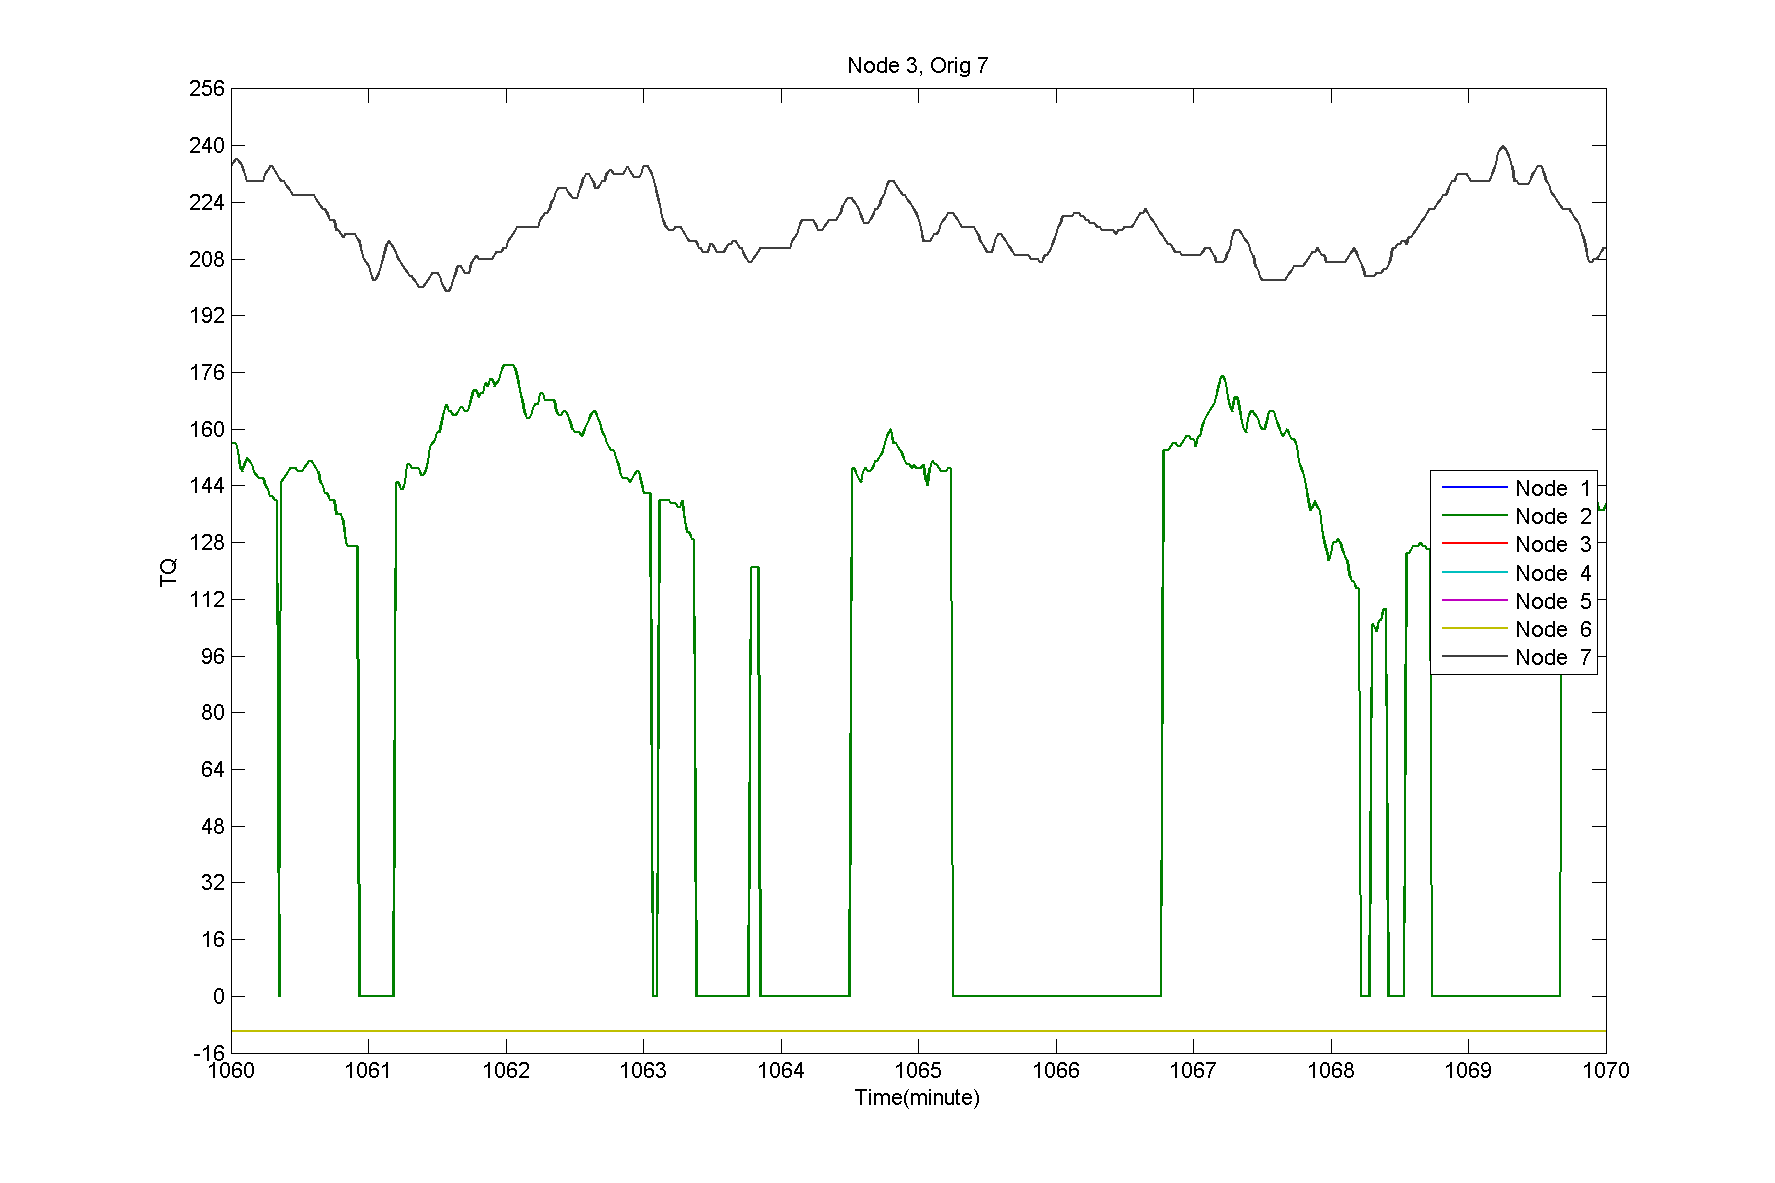 Node 3, Orig 7
256
240
224
208
192
176
160
144
128
112
96
80
64
48
32
16
0
-16
TQ
Node 1
Node 2
Node 3
Node 4
Node 5
Node 6
Node 7
1060 1061 1062 1063 1064 1065 1066 1067 1068 1069 1070
Time(minute)